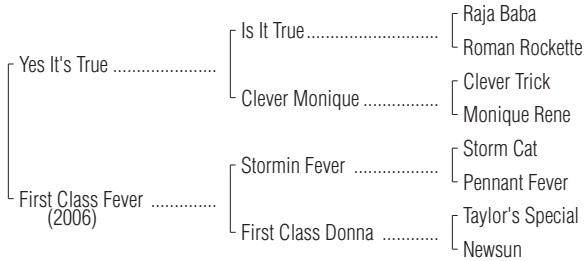 Raja Baba
Is It True
Roman Rockette
Yes It's True
Clever Trick
Clever Monique
Monique Rene
Storm Cat
Stormin Fever
Pennant Fever
First Class Fever
(2006)
Taylor's Special
First Class Donna
Newsun